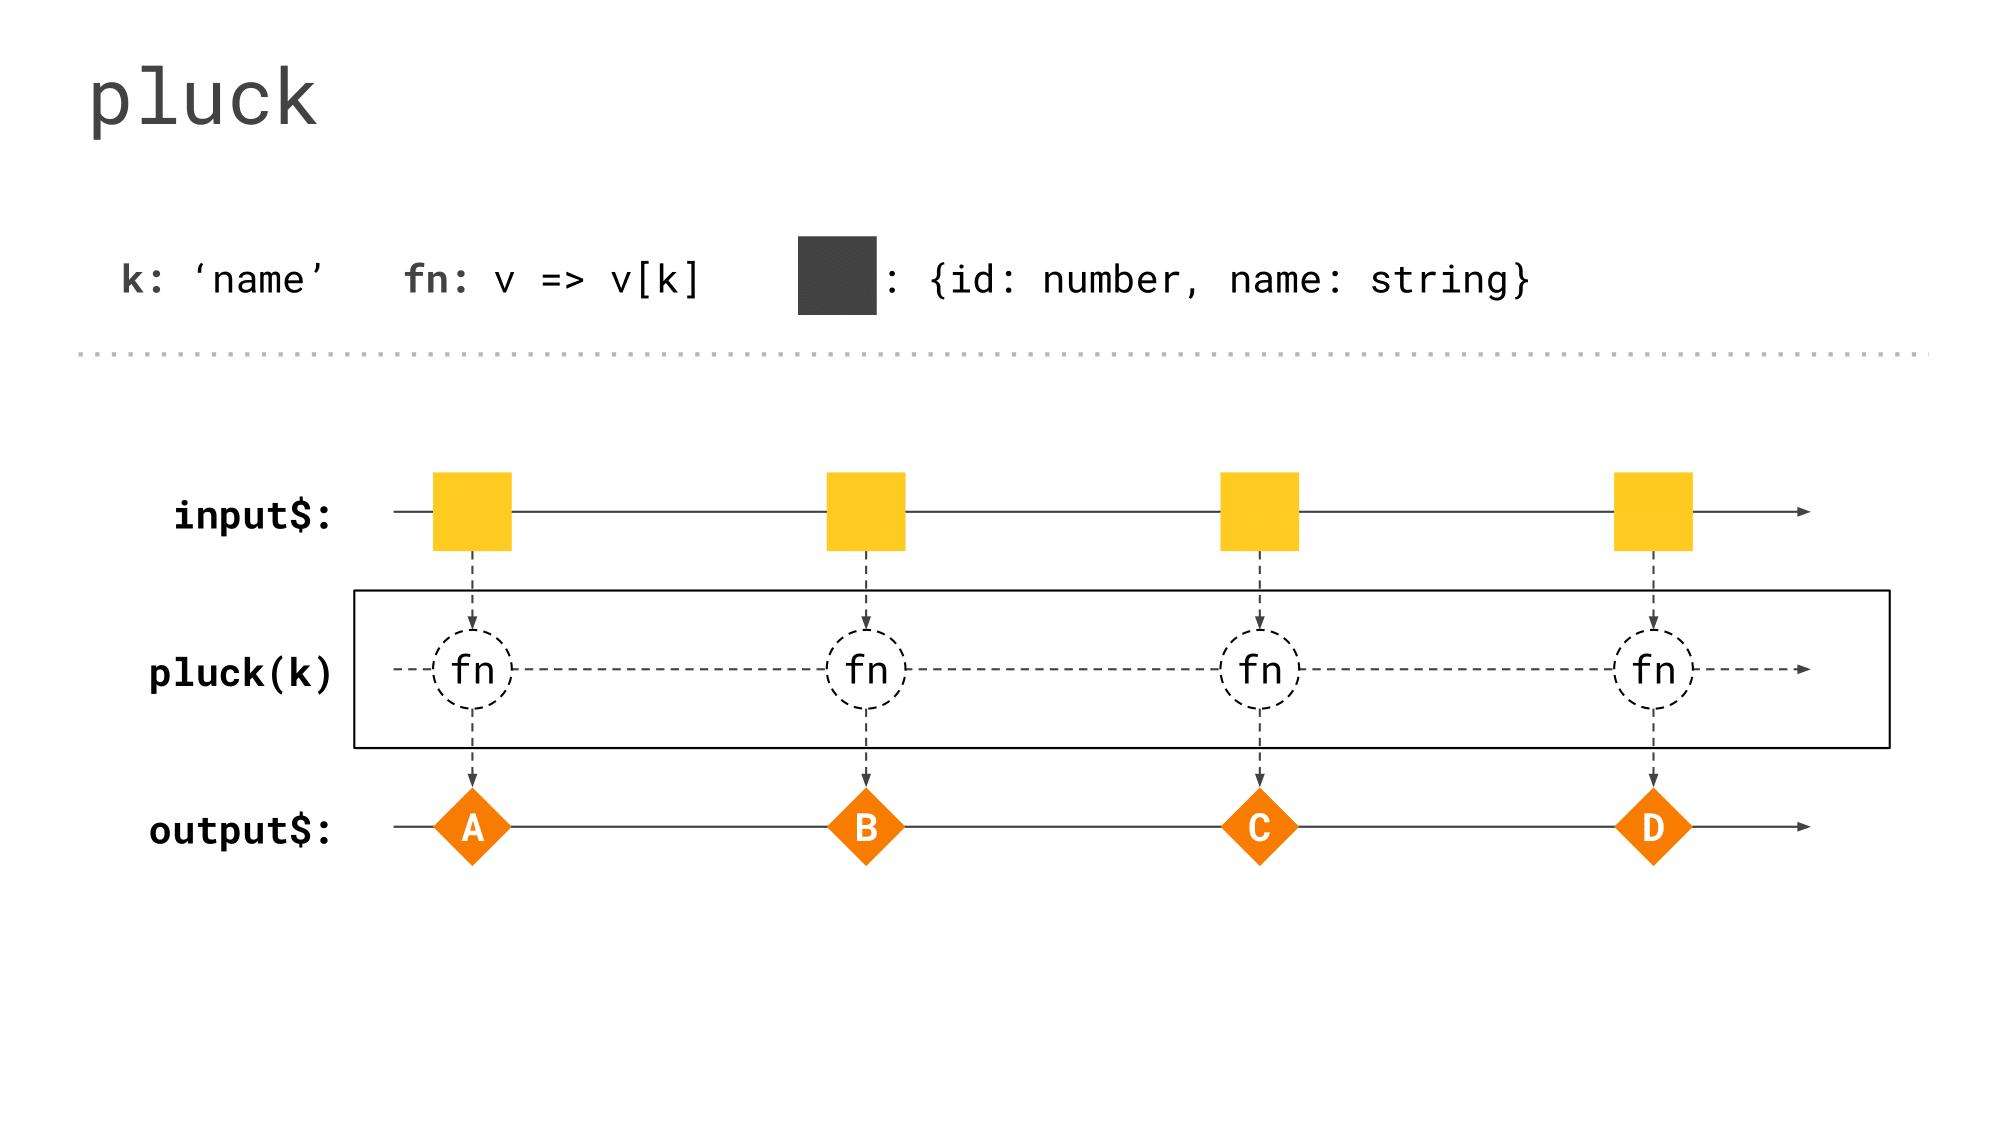 pluck
k: ‘name’ fn: v => v[k] : {id: number, name: string}
input$:
pluck(k) fn fn fn fn
output$: A B C D